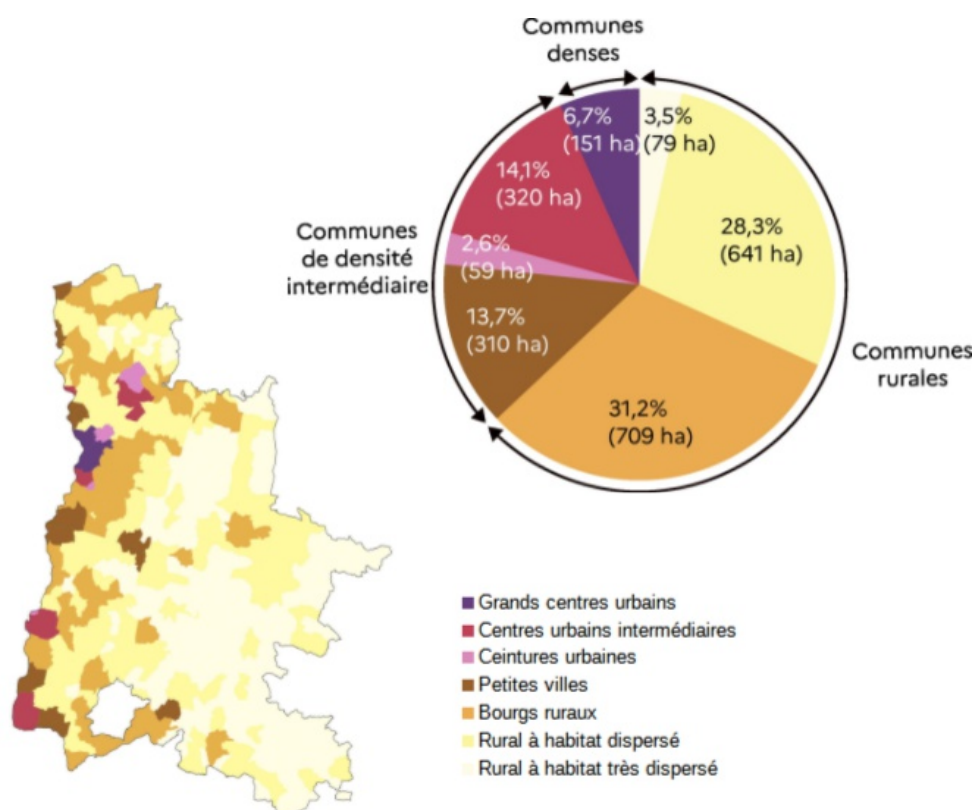 Communes
denses
6,7%
(151 ha)
3,5%
(79 ha)
14,1%
(320 ha)
28,3%
(641 ha)
Communes
de densité
intermédiaire
2,6%
(59 ha)
13,7%
(310 ha)
Communes
rurales
31,2%
(709 ha)
Grands centres urbains
Centres urbains intermédiaires
Ceintures urbaines
Petites villes
Bourgs ruraux
Rural à habitat dispersé
Rural à habitat très dispersé